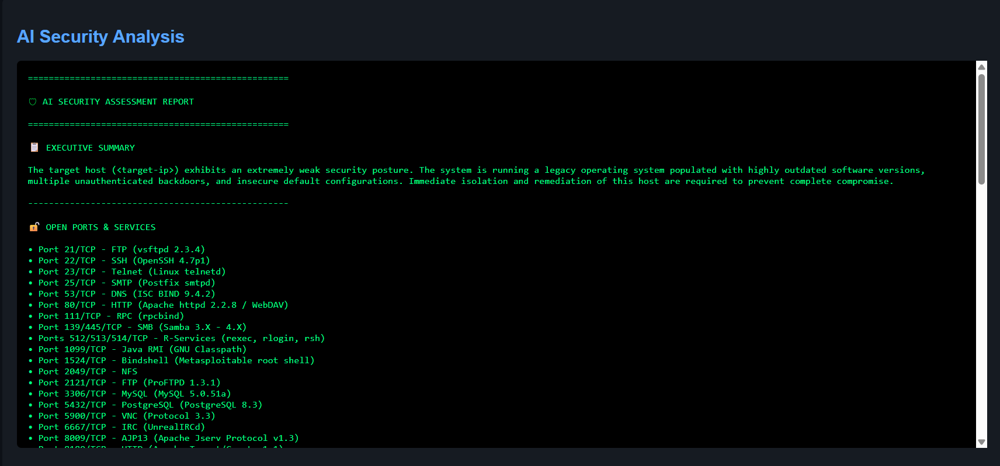 AI Security Analysis
==================================================
🛡 AI SECURITY ASSESSMENT REPORT
==================================================
📋 EXECUTIVE SUMMARY
The target host (<target-ip>) exhibits an extremely weak security posture. The system is running a legacy operating system populated with highly outdated software versions,
multiple unauthenticated backdoors, and insecure default configurations. Immediate isolation and remediation of this host are required to prevent complete compromise.
--------------------------------------------------
🔓 OPEN PORTS & SERVICES
• Port 21/TCP - FTP (vsftpd 2.3.4)
• Port 22/TCP - SSH (OpenSSH 4.7p1)
• Port 23/TCP - Telnet (Linux telnetd)
• Port 25/TCP - SMTP (Postfix smtpd)
• Port 53/TCP - DNS (ISC BIND 9.4.2)
• Port 80/TCP - HTTP (Apache httpd 2.2.8 / WebDAV)
• Port 111/TCP - RPC (rpcbind)
• Port 139/445/TCP - SMB (Samba 3.X - 4.X)
• Ports 512/513/514/TCP - R-Services (rexec, rlogin, rsh)
• Port 1099/TCP - Java RMI (GNU Classpath)
• Port 1524/TCP - Bindshell (Metasploitable root shell)
• Port 2049/TCP - NFS
• Port 2121/TCP - FTP (ProFTPD 1.3.1)
• Port 3306/TCP - MySQL (MySQL 5.0.51a)
• Port 5432/TCP - PostgreSQL (PostgreSQL 8.3)
• Port 5900/TCP - VNC (Protocol 3.3)
• Port 6667/TCP - IRC (UnrealIRCd)
• Port 8009/TCP - AJP13 (Apache Jserv Protocol v1.3)